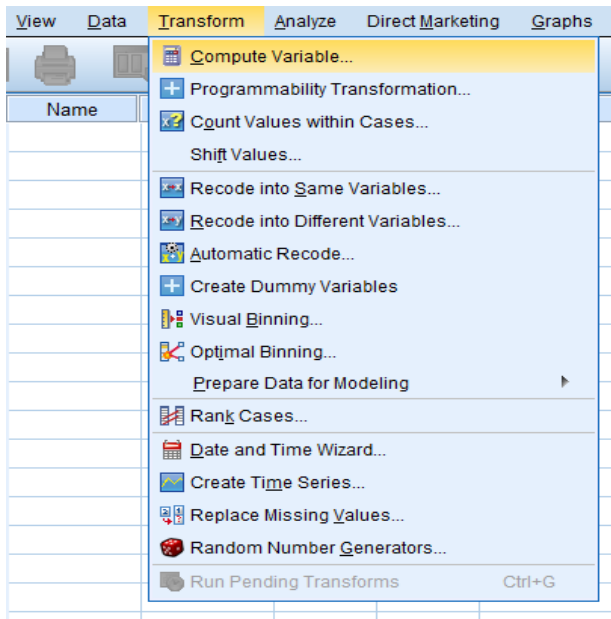 View Data Transform Analyze Direct Marketing Graphs
Name
Compute Variable...
Programmability Transformation...
Count Values within Cases...
Shift Values...
Recode into Same Variables...
Recode into Different Variables...
Automatic Recode...
Create Dummy Variables
Visual Binning...
Optimal Binning...
Prepare Data for Modeling
Rank Cases...
Date and Time Wizard...
Create Time Series...
Replace Missing Values...
Random Number Generators...
Run Pending Transforms Ctrl+G